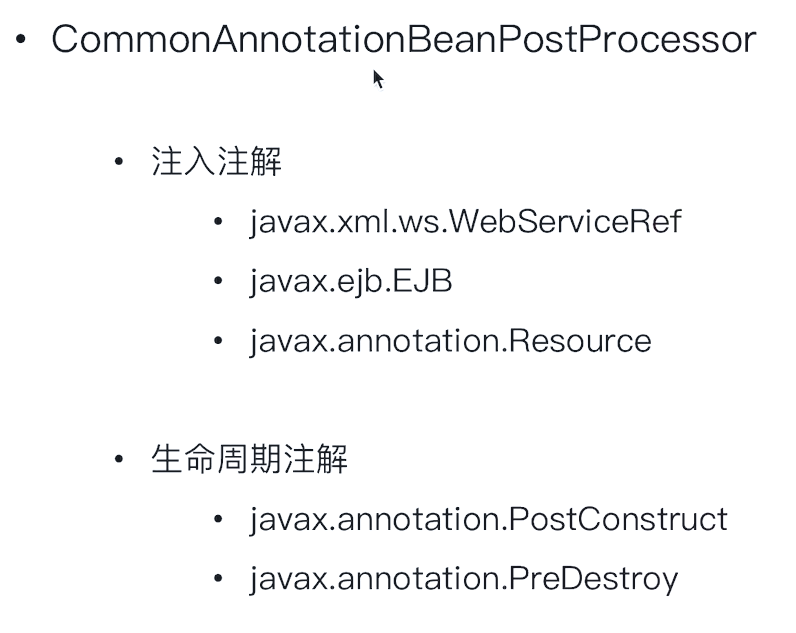 • CommonAnnotationBeanPostProcessor
• 注入注解
• javax.xml.ws.WebServiceRef
• javax.ejb.EJB
• javax.annotation.Resource
• 生命周期注解
• javax.annotation.PostConstruct
• javax.annotation.PreDestroy